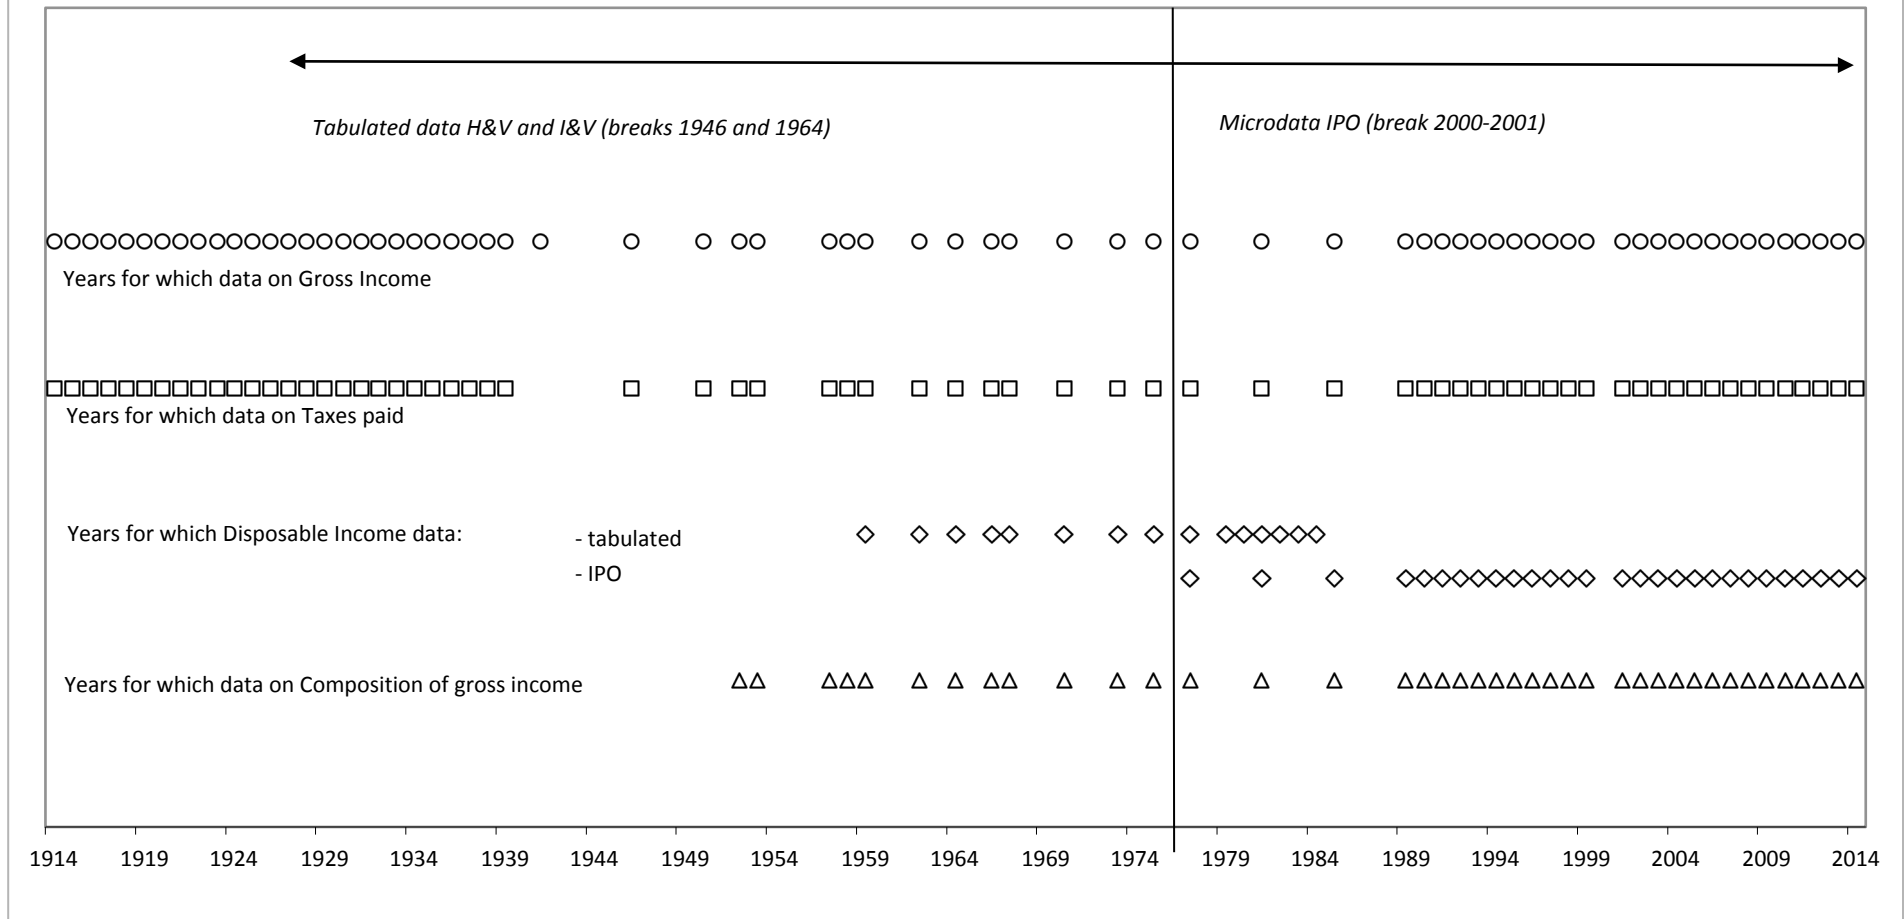 Tabulated data H&V and I&V (breaks 1946 and 1964)
Microdata IPO (break 2000-2001)
Years for which data on Gross Income
Years for which data on Taxes paid
Years for which Disposable Income data:
- tabulated
- IPO
Years for which data on Composition of gross income
1914 1919 1924 1929 1934 1939 1944 1949 1954 1959 1964 1969 1974 1979 1984 1989 1994 1999 2004 2009 2014